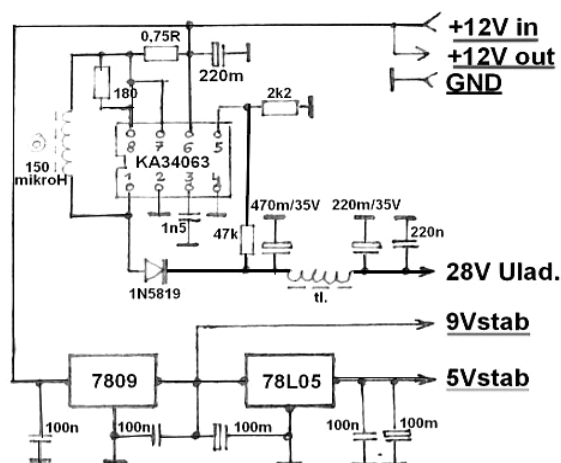 0,75R
+12V in
+12V out
GND
220m
180
2k2
8 7 6 5
KA34063
1 2 3 4
150
mikroH
1n5
47k
470m/35V
220m/35V
220n
1N5819
tl.
28V Ulad.
9Vstab
7809
78L05
5Vstab
100n
100n
100m
100n
100m